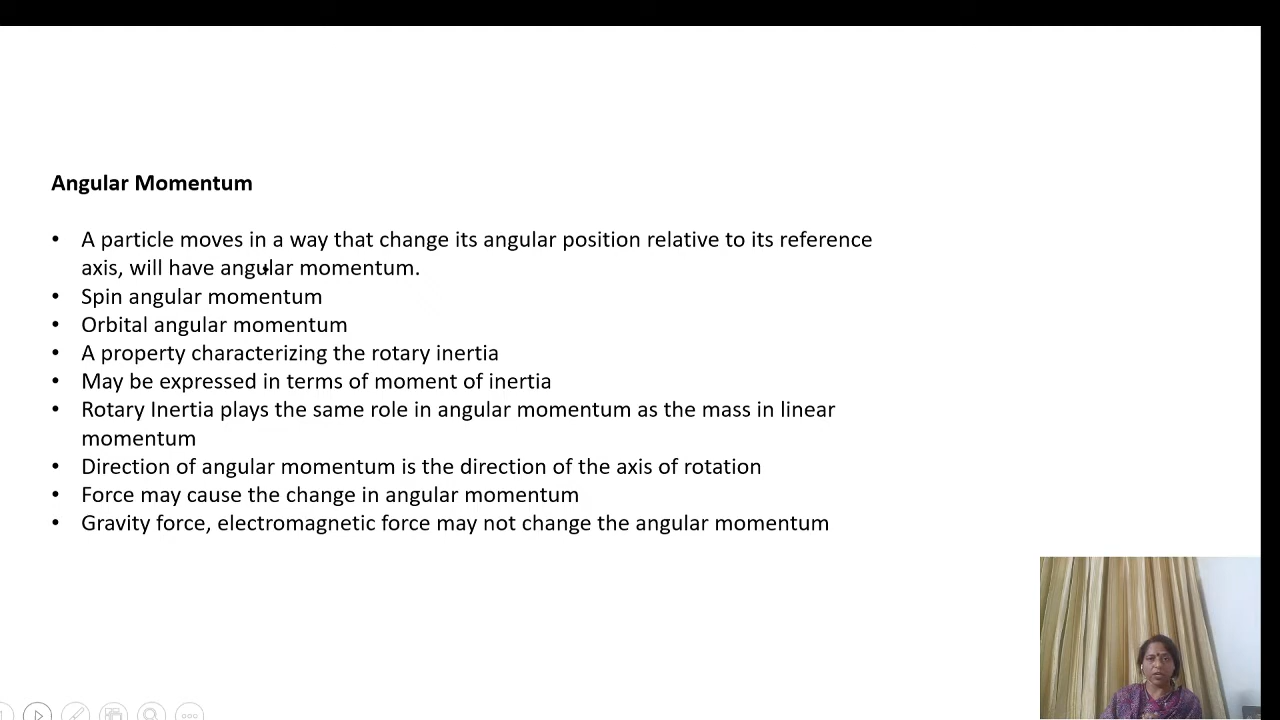 Angular Momentum
• A particle moves in a way that change its angular position relative to its reference
axis, will have angular momentum.
• Spin angular momentum
• Orbital angular momentum
• A property characterizing the rotary inertia
• May be expressed in terms of moment of inertia
• Rotary Inertia plays the same role in angular momentum as the mass in linear
momentum
• Direction of angular momentum is the direction of the axis of rotation
• Force may cause the change in angular momentum
• Gravity force, electromagnetic force may not change the angular momentum